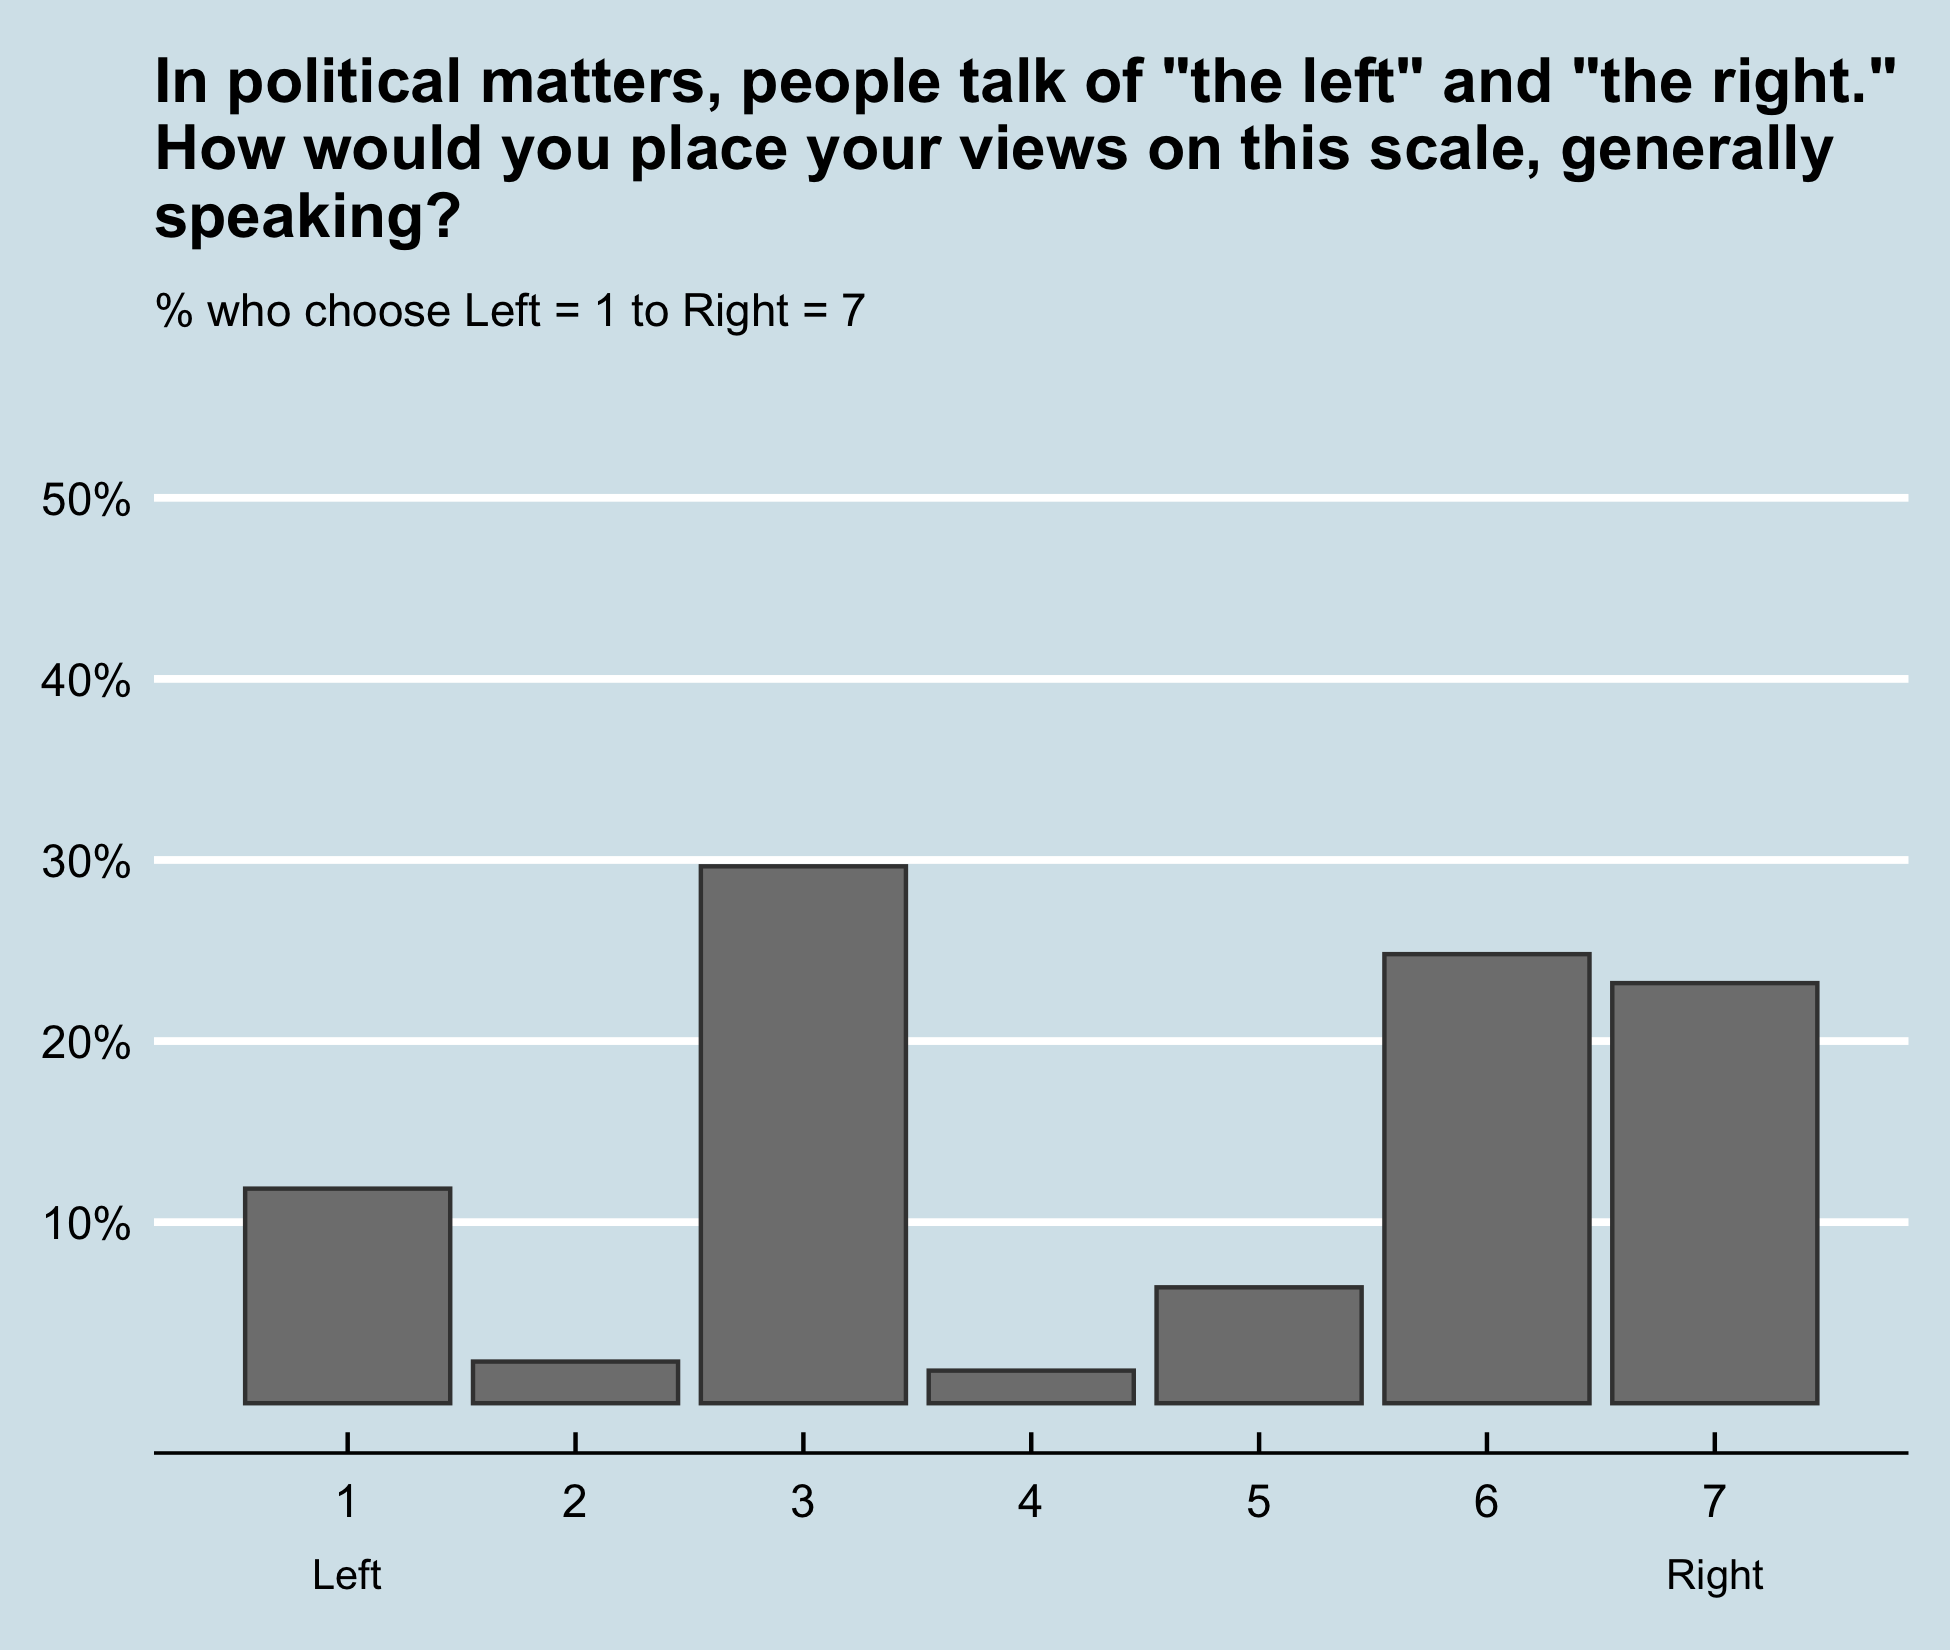 In political matters, people talk of "the left" and "the right."
How would you place your views on this scale, generally
speaking?
% who choose Left = 1 to Right = 7
50%
40%
30%
20%
10%
1 2 3 4 5 6 7
Left Right